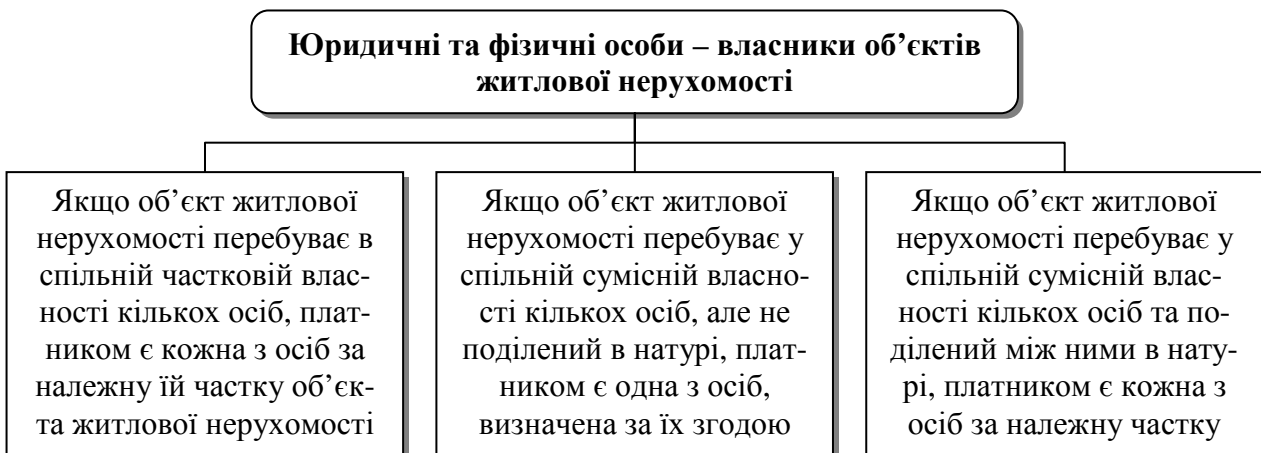 Юридичні та фізичні особи – власники об’єктів
житлової нерухомості
Якщо об’єкт житлової
нерухомості перебуває в
спільній частковій влас-
ності кількох осіб, плат-
ником є кожна з осіб за
належну їй частку об’єк-
та житлової нерухомості
Якщо об’єкт житлової
нерухомості перебуває у
спільній сумісній власно-
сті кількох осіб, але не
поділений в натурі, плат-
ником є одна з осіб,
визначена за їх згодою
Якщо об’єкт житлової
нерухомості перебуває у
спільній сумісній влас-
ності кількох осіб та по-
ділений між ними в нату-
рі, платником є кожна з
осіб за належну частку